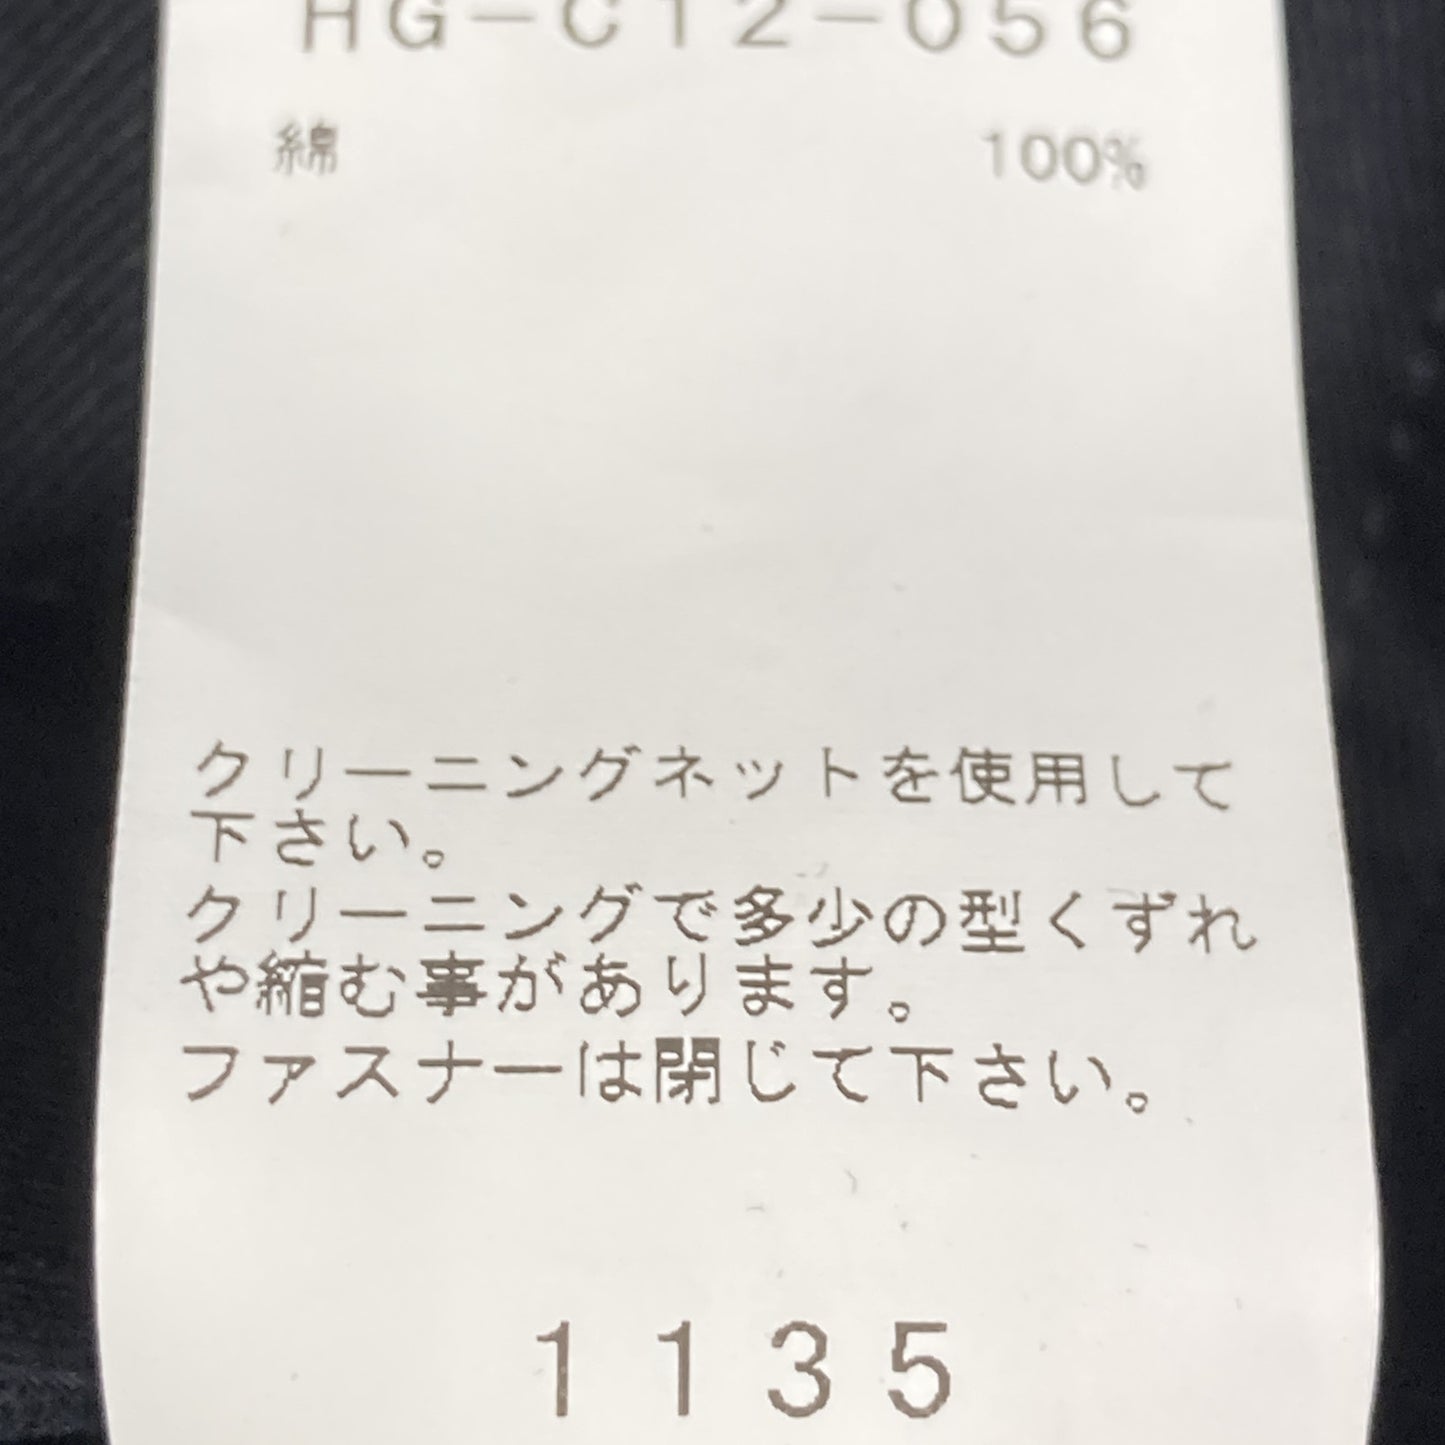 HG-C12-056
綿 100%
クリーニングネットを使用して
下さい。
クリーニングで多少の型くずれ
や縮む事があります。
ファスナーは閉じて下さい。
1135